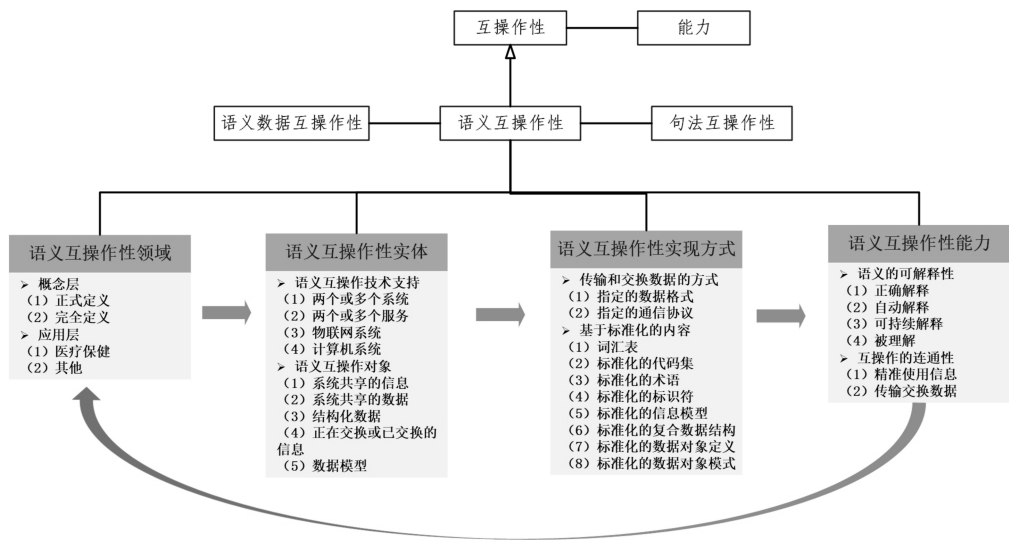 互操作性
能力
语义数据互操作性
语义互操作性
句法互操作性
语义互操作性领域
➢ 概念层
（1）正式定义
（2）完全定义
➢ 应用层
（1）医疗保健
（2）其他
语义互操作性实体
➢ 语义互操作技术支持
（1）两个或多个系统
（2）两个或多个服务
（3）物联网系统
（4）计算机系统
➢ 语义互操作对象
（1）系统共享的信息
（2）系统共享的数据
（3）结构化数据
（4）正在交换或已交换的
信息
（5）数据模型
语义互操作性实现方式
➢ 传输和交换数据的方式
（1）指定的数据格式
（2）指定的通信协议
➢ 基于标准化的内容
（1）词汇表
（2）标准化的代码集
（3）标准化的术语
（4）标准化的标识符
（5）标准化的信息模型
（6）标准化的复合数据结构
（7）标准化的数据对象定义
（8）标准化的数据对象模式
语义互操作性能力
➢ 语义的可解释性
（1）正确解释
（2）自动解释
（3）可持续解释
（4）被理解
➢ 互操作的连通性
（1）精准使用信息
（2）传输交换数据